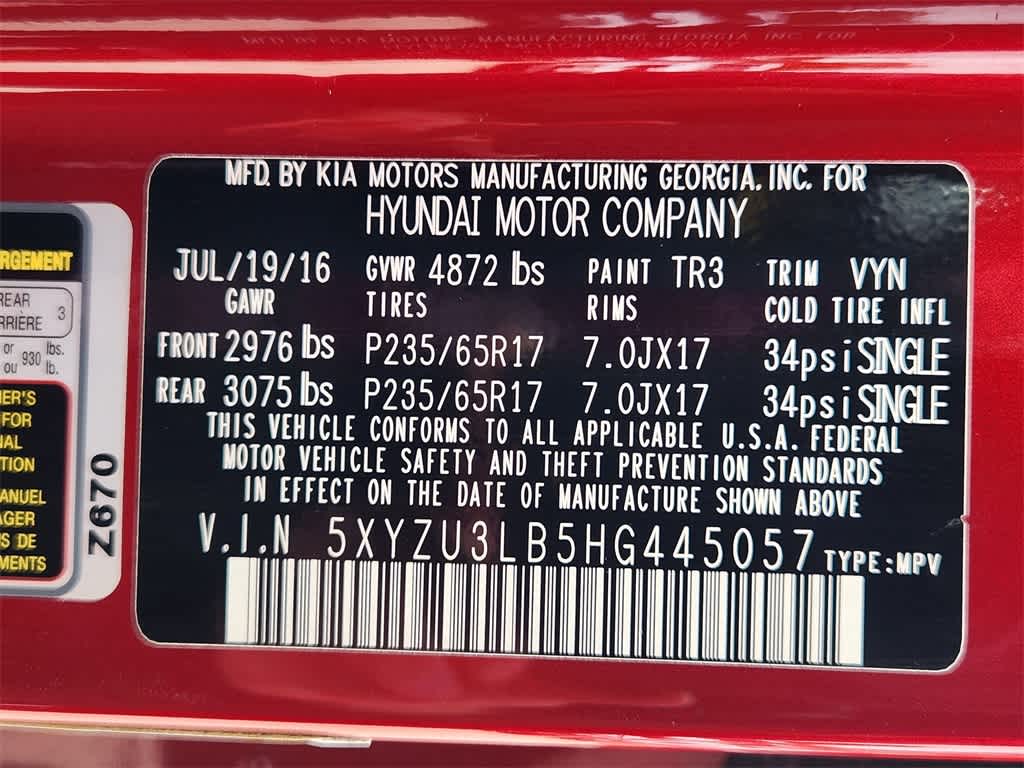 MFD. BY KIA MOTORS MANUFACTURING GEORGIA. INC. FOR
HYUNDAI MOTOR COMPANY
JUL/19/16 GVWR 4872 lbs PAINT TR3 TRIM VYN
GAWR TIRES RIMS COLD TIRE INFL
FRONT 2976 lbs P235/65R17 7.0JX17 34psi SINGLE
REAR 3075 lbs P235/65R17 7.0JX17 34psi SINGLE
THIS VEHICLE CONFORMS TO ALL APPLICABLE U.S.A. FEDERAL
MOTOR VEHICLE SAFETY AND THEFT PREVENTION STANDARDS
IN EFFECT ON THE DATE OF MANUFACTURE SHOWN ABOVE
V.I.N 5XYZU3LB5HG445057 TYPE:MPV
RGEMENT
REAR
RRIÈRE 3
or 930 lbs.
ou lb.
ER'S
FOR
NAL
TION
ANUEL
AGER
S DE
MENTS
Z670